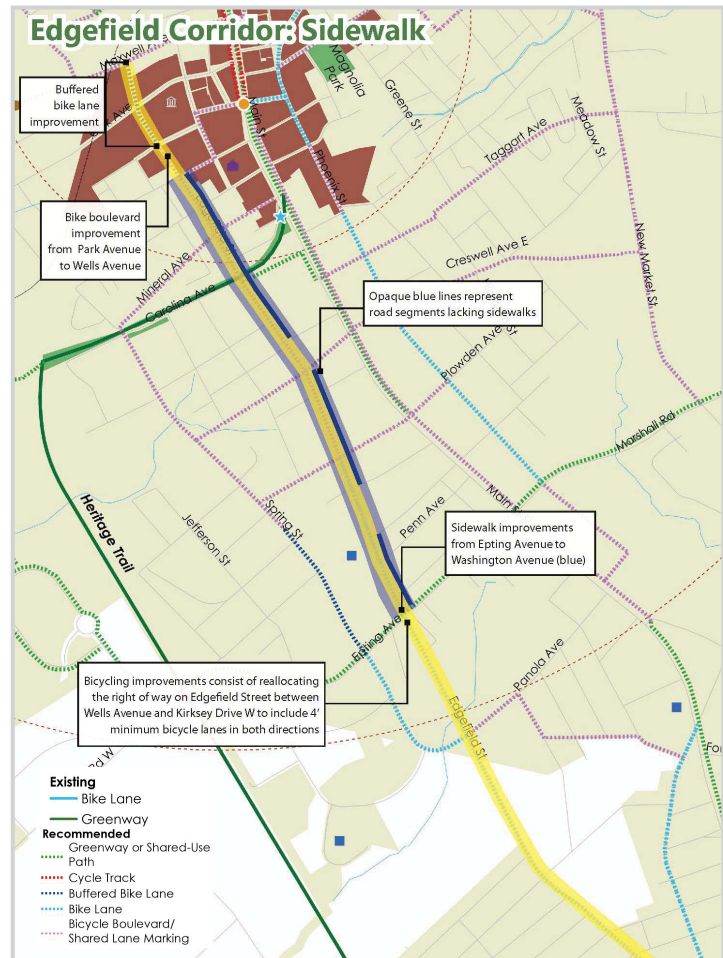 Edgefield Corridor: Sidewalk
Maxwell Ave
Buffered
bike lane
improvement
Magnolia
Park
Greene St
Main St
Meadow St
Taggart Ave
Phoenix St
Bike boulevard
improvement
from Park Avenue
to Wells Avenue
New Market St
Creswell Ave E
Mineral Ave
Carolina Ave
Opaque blue lines represent
road segments lacking sidewalks
St
Plowden Ave
Marshall Rd
Heritage Trail
Spring St
Jefferson St
Penn Ave
Main S
Sidewalk improvements
from Epting Avenue to
Washington Avenue (blue)
Epting Ave
Bicycling improvements consist of reallocating
the right of way on Edgefield Street between
Wells Avenue and Kirksey Drive W to include 4'
minimum bicycle lanes in both directions
Panola Ave
Edgefield St
Fo
rd W
Existing
Bike Lane
Greenway
Recommended
Greenway or Shared-Use
Path
Cycle Track
Buffered Bike Lane
Bike Lane
Bicycle Boulevard/
Shared Lane Marking